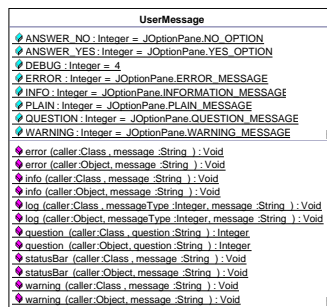 UserMessage
ANSWER_NO : Integer = JOptionPane.NO_OPTION
ANSWER_YES : Integer = JOptionPane.YES_OPTION
DEBUG : Integer = 4
ERROR : Integer = JOptionPane.ERROR_MESSAGE
INFO : Integer = JOptionPane.INFORMATION_MESSAGE
PLAIN : Integer = JOptionPane.PLAIN_MESSAGE
QUESTION : Integer = JOptionPane.QUESTION_MESSAGE
WARNING : Integer = JOptionPane.WARNING_MESSAGE
error (caller:Class , message :String ) : Void
error (caller:Object, message :String ) : Void
info (caller:Class , message :String ) : Void
info (caller:Object, message :String ) : Void
log (caller:Class, messageType :Integer, message:String ) : Void
log (caller:Object, messageType :Integer, message:String ) : Void
question (caller:Class , question:String ) : Integer
question (caller:Object, question:String ) : Integer
statusBar (caller:Class , message :String ) : Void
statusBar (caller:Object, message :String ) : Void
warning (caller:Class , message :String ) : Void
warning (caller:Object, message :String ) : Void